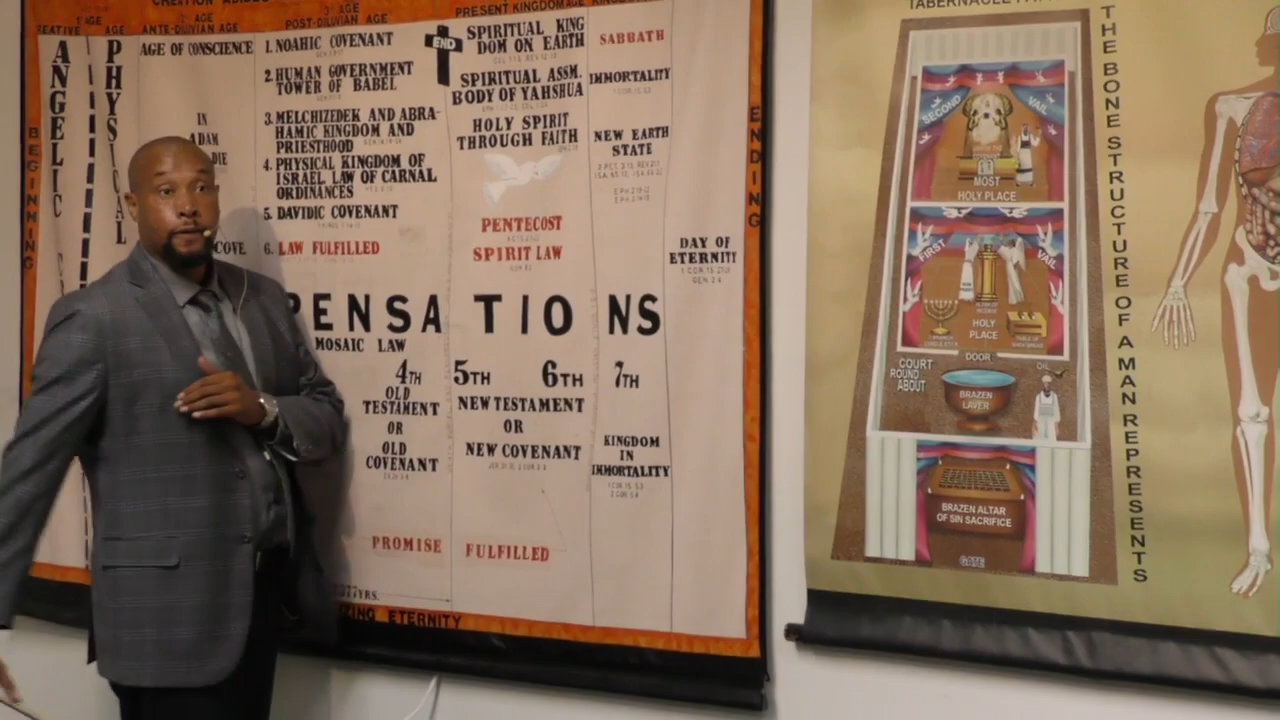 CREATION
1 AGE
2 AGE
ANTE-DILUVIAN AGE
3 AGE
POST-DILUVIAN AGE
PRESENT KINGDOM AGE
BEGINNING
ANGELIC
PHYSICAL
AGE OF CONSCIENCE
IN
DIE
COVE
1. NOAHIC COVENANT
2. HUMAN GOVERNMENT
TOWER OF BABEL
3. MELCHIZEDEK AND ABRA-
HAMIC KINGDOM AND
PRIESTHOOD
4. PHYSICAL KINGDOM OF
ISRAEL LAW OF CARNAL
ORDINANCES
5. DAVIDIC COVENANT
6. LAW FULFILLED
END
SPIRITUAL KING
DOM ON EARTH
SPIRITUAL ASSM.
BODY OF YAHSHUA
HOLY SPIRIT
THROUGH FAITH
PENTECOST
SPIRIT LAW
SABBATH
IMMORTALITY
NEW EARTH
STATE
DAY OF
ETERNITY
ENDING
PENSATIONS
MOSAIC LAW
4TH
OLD
TESTAMENT
OR
OLD
COVENANT
5TH 6TH
NEW TESTAMENT
OR
NEW COVENANT
7TH
KINGDOM
IN
IMMORTALITY
PROMISE FULFILLED
ETERNITY
TABERNACLE
SECOND VAIL
MOST
HOLY PLACE
FIRST VAIL
HOLY
PLACE
DOOR
COURT
ROUND
ABOUT
OIL
BRAZEN
LAVER
BRAZEN ALTAR
OF SIN SACRIFICE
GATE
THE BONE STRUCTURE OF A MAN REPRESENTS